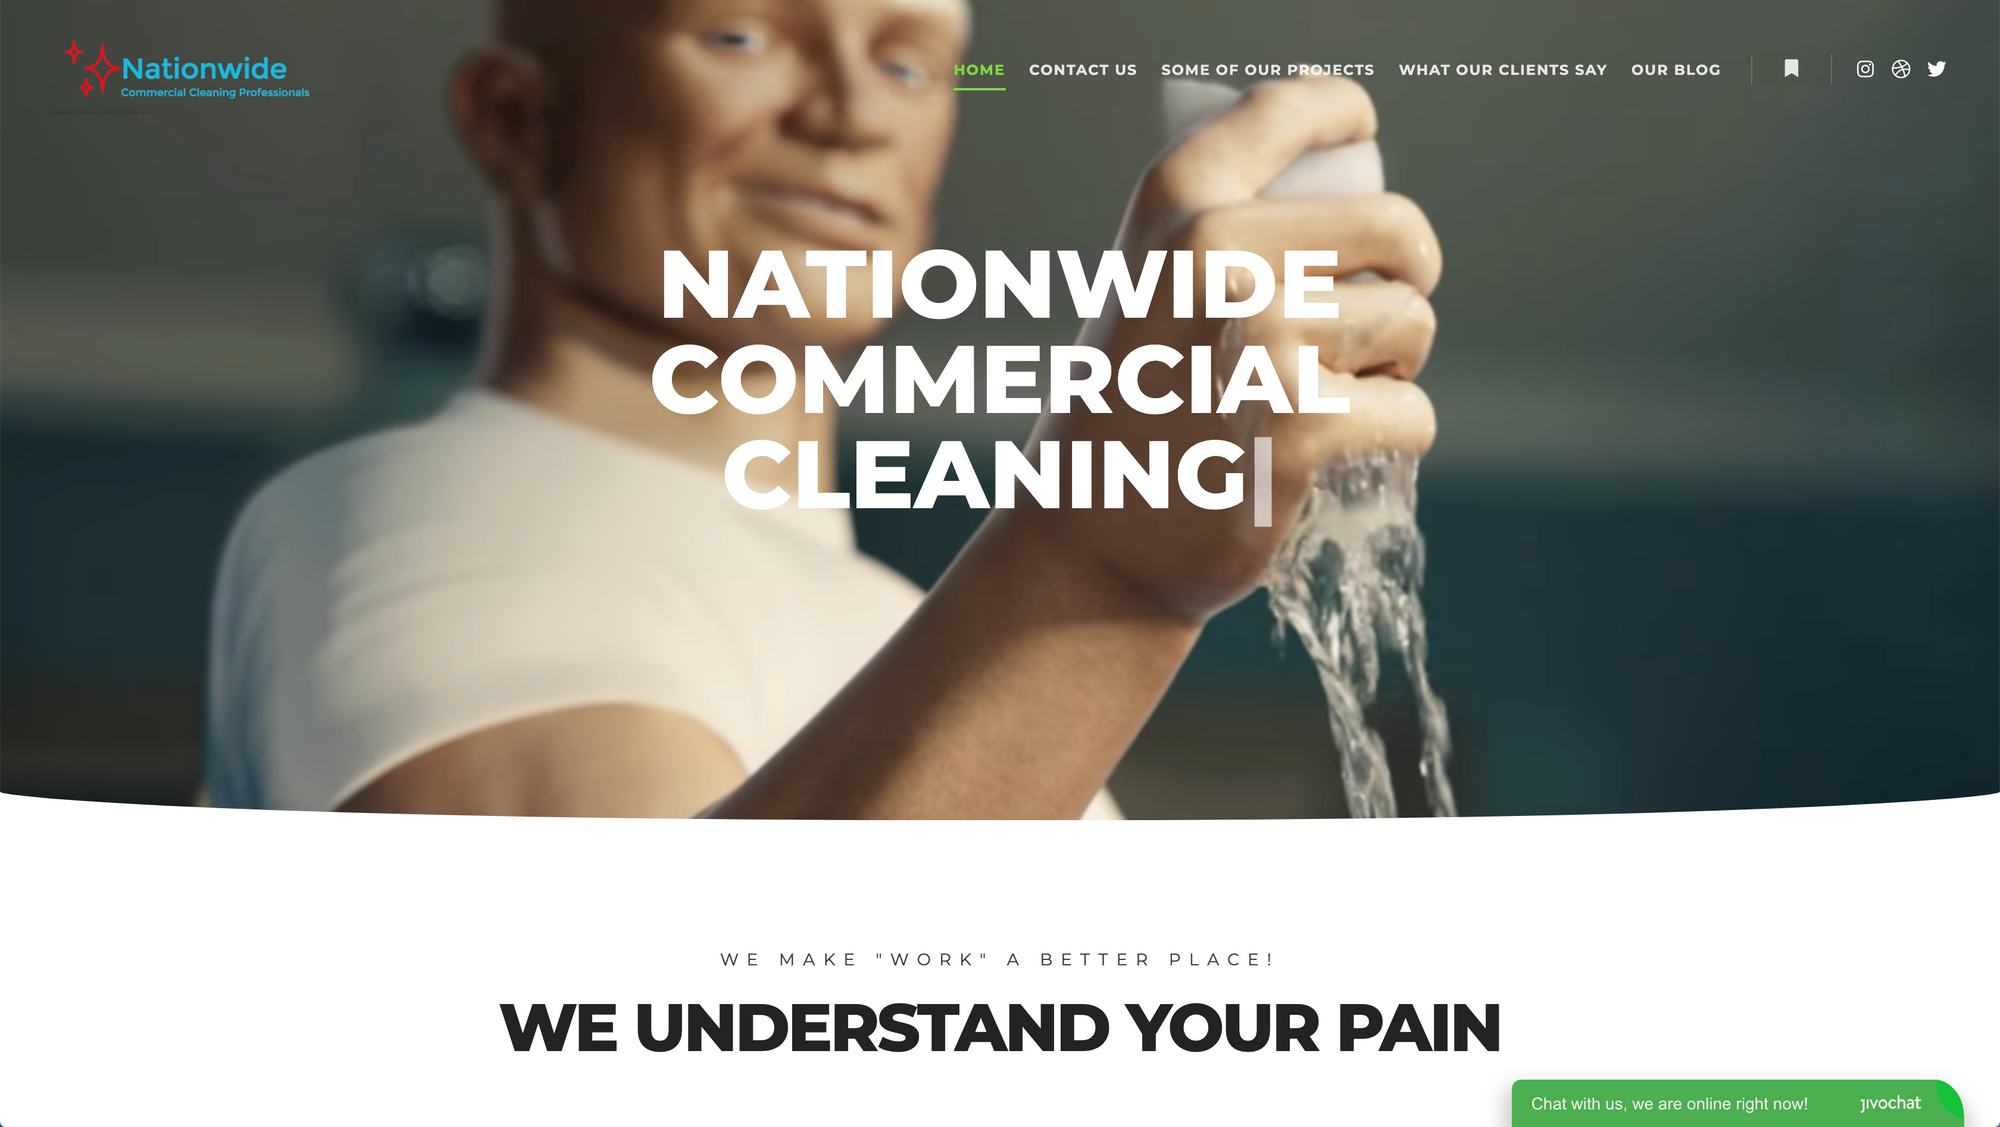 Nationwide
Commercial Cleaning Professionals
HOME CONTACT US SOME OF OUR PROJECTS WHAT OUR CLIENTS SAY OUR BLOG
NATIONWIDE
COMMERCIAL
CLEANING
WE MAKE "WORK" A BETTER PLACE!
WE UNDERSTAND YOUR PAIN
Chat with us, we are online right now! jivochat